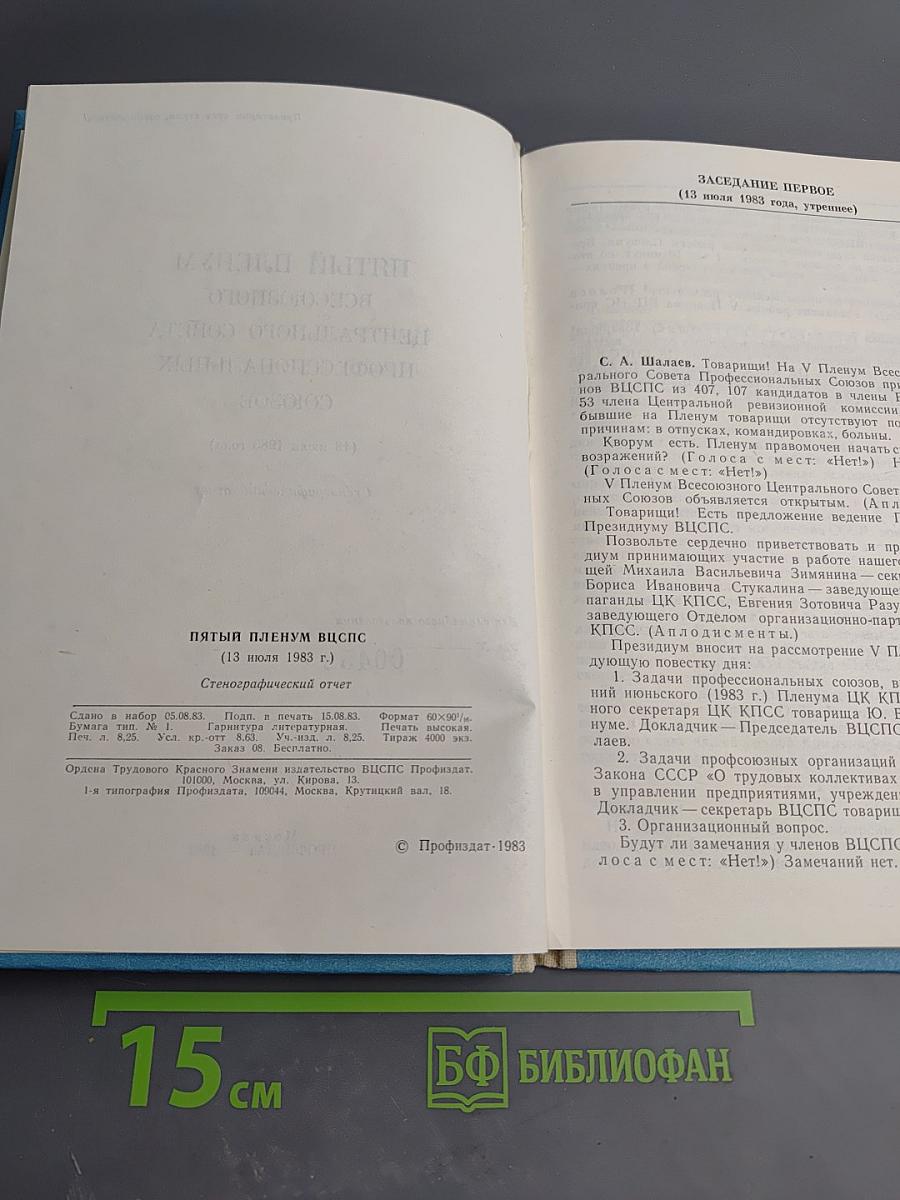 ПЯТЫЙ ПЛЕНУМ ВЦСПС
(13 июля 1983 г.)
Стенографический отчет
Сдано в набор 05.08.83. Подп. в печать 15.08.83. Формат 60×90¹/₁₆.
Бумага тип. № 1. Гарнитура литературная. Печать высокая.
Печ. л. 8,25. Усл. кр.-отт 8.63. Уч.-изд. л. 8,25. Тираж 4000 экз.
Заказ 08. Бесплатно.
Ордена Трудового Красного Знамени издательство ВЦСПС Профиздат.
101000, Москва, ул. Кирова, 13.
1-я типография Профиздата, 109044, Москва, Крутицкий вал, 18.
© Профиздат-1983
ЗАСЕДАНИЕ ПЕРВОЕ
(13 июля 1983 года, утреннее)
С. А. Шалаев. Товарищи! На V Пленум Всес
рального Совета Профессиональных Союзов при
нов ВЦСПС из 407, 107 кандидатов в члены
53 члена Центральной ревизионной комиссии
бывшие на Пленум товарищи отсутствуют по
причинам: в отпусках, командировках, больны.
Кворум есть. Пленум правомочен начать
возражений? (Голоса с мест: «Нет!») Н
(Голоса с мест: «Нет!»)
V Пленум Всесоюзного Центрального Совет
ных Союзов объявляется открытым. (Апл
Товарищи! Есть предложение ведение П
Президиуму ВЦСПС.
Позвольте сердечно приветствовать и пр
диум принимающих участие в работе нашего
щей Михаила Васильевича Зимянина — сек
Бориса Ивановича Стукалина — заведующе
паганды ЦК КПСС, Евгения Зотовича Разу
заведующего Отделом организационно-парт
КПСС. (Аплодисменты.)
Президиум вносит на рассмотрение V Пл
дующую повестку дня:
1. Задачи профессиональных союзов, в
ний июньского (1983 г.) Пленума ЦК КП
ного секретаря ЦК КПСС товарища Ю. В
нуме. Докладчик — Председатель ВЦСПС
лаев.
2. Задачи профсоюзных организаций
Закона СССР «О трудовых коллективах
в управлении предприятиями, учрежден
Докладчик — секретарь ВЦСПС товарищ
3. Организационный вопрос.
Будут ли замечания у членов ВЦСПС
лоса с мест: «Нет!») Замечаний нет.
15 см
БФ БИБЛИОФАН